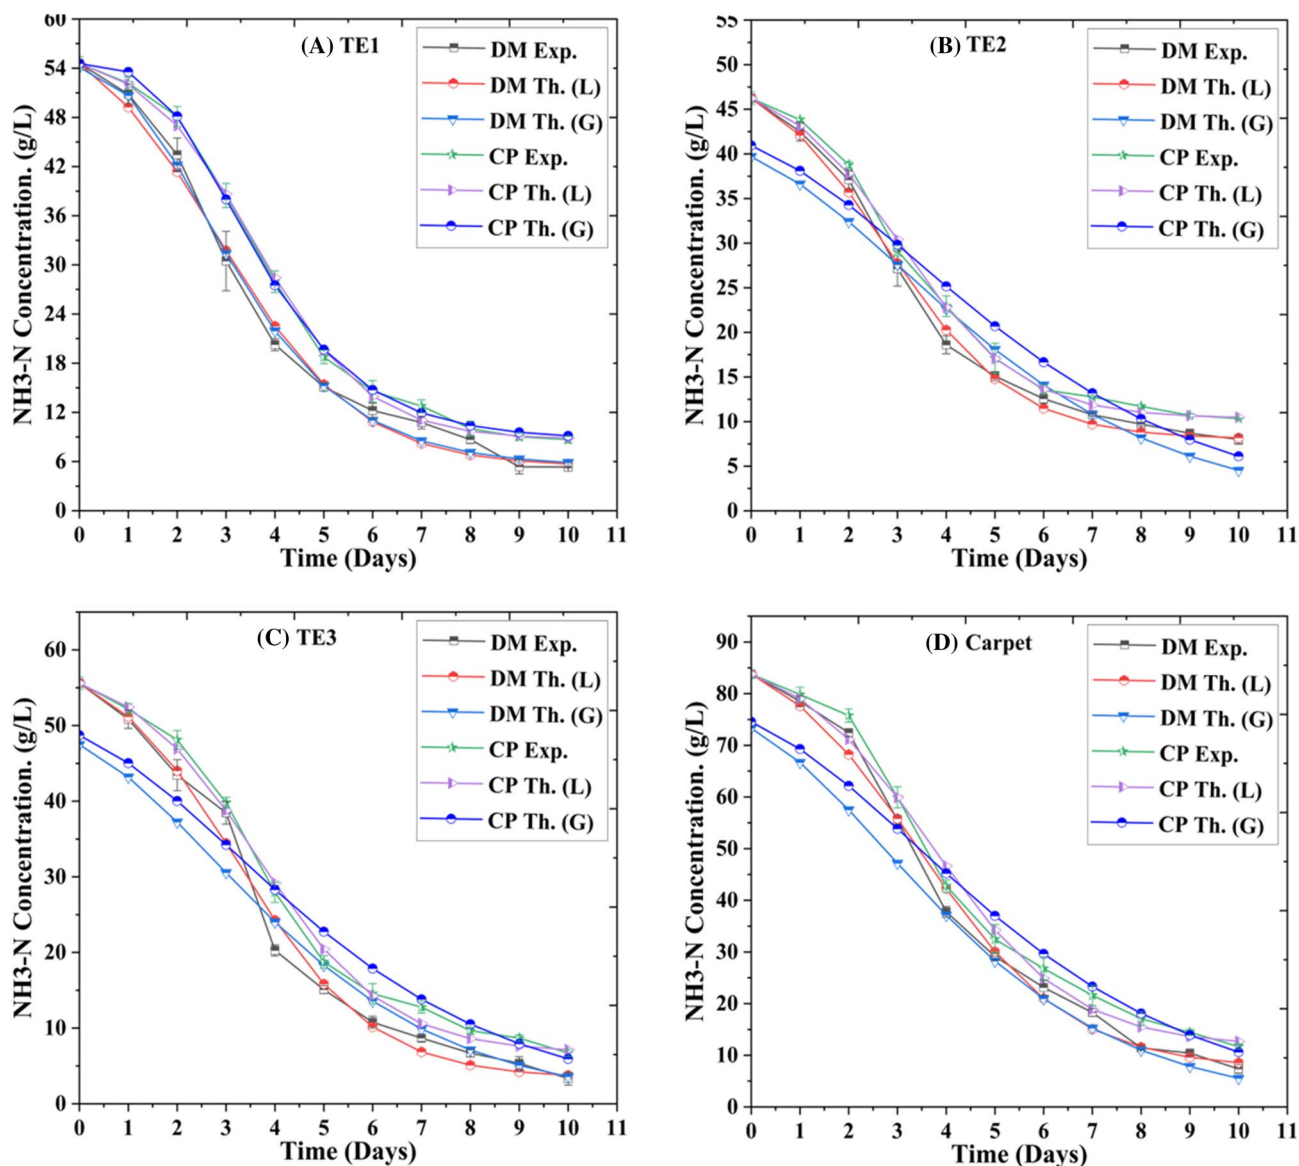 (A) TE1
DM Exp.
DM Th. (L)
DM Th. (G)
CP Exp.
CP Th. (L)
CP Th. (G)
NH3-N Concentration. (g/L)
60
54
48
42
36
30
24
18
12
6
0
0 1 2 3 4 5 6 7 8 9 10 11
Time (Days)
(B) TE2
DM Exp.
DM Th. (L)
DM Th. (G)
CP Exp.
CP Th. (L)
CP Th. (G)
NH3-N Concentration. (g/L)
55
50
45
40
35
30
25
20
15
10
5
0
0 1 2 3 4 5 6 7 8 9 10 11
Time (Days)
(C) TE3
DM Exp.
DM Th. (L)
DM Th. (G)
CP Exp.
CP Th. (L)
CP Th. (G)
NH3-N Concentration. (g/L)
60
50
40
30
20
10
0
0 1 2 3 4 5 6 7 8 9 10 11
Time (Days)
(D) Carpet
DM Exp.
DM Th. (L)
DM Th. (G)
CP Exp.
CP Th. (L)
CP Th. (G)
NH3-N Concentration. (g/L)
90
80
70
60
50
40
30
20
10
0
0 1 2 3 4 5 6 7 8 9 10 11
Time (Days)